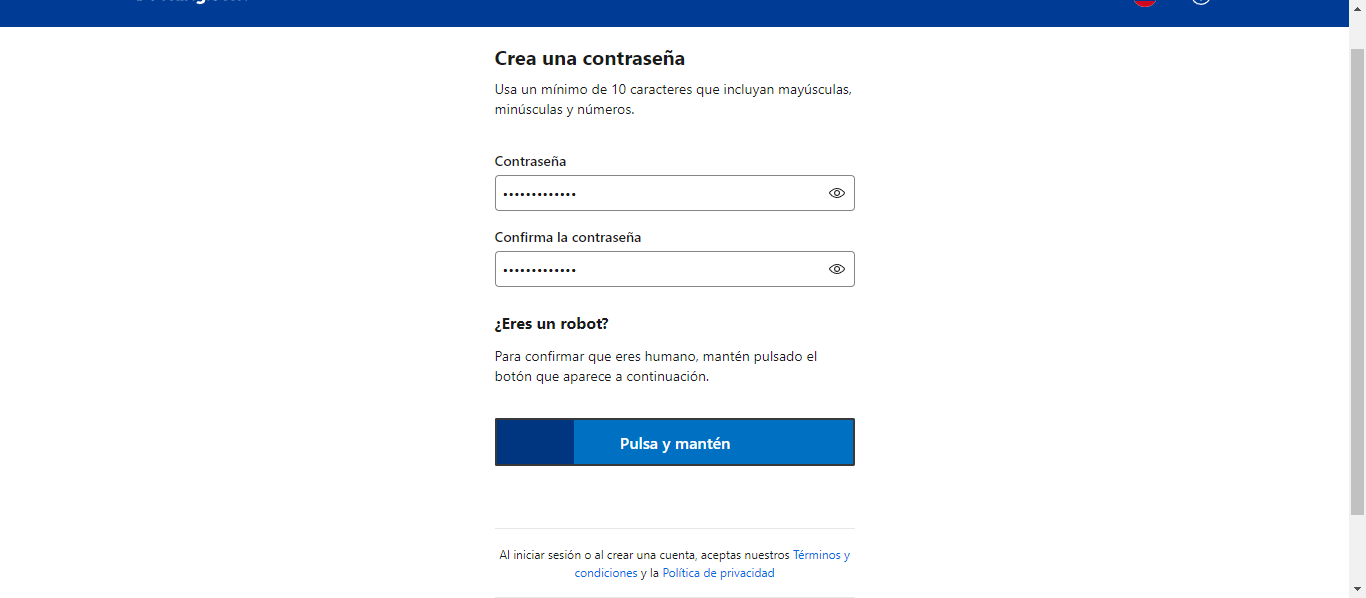 Crea una contraseña
Usa un mínimo de 10 caracteres que incluyan mayúsculas,
minúsculas y números.
Contraseña
•••••••••••••
Confirma la contraseña
•••••••••••••
¿Eres un robot?
Para confirmar que eres humano, mantén pulsado el
botón que aparece a continuación.
Pulsa y mantén
Al iniciar sesión o al crear una cuenta, aceptas nuestros Términos y
condiciones y la Política de privacidad